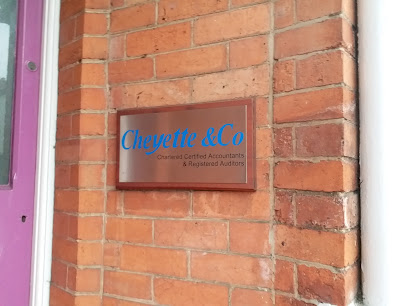 Cheyette &Co
Chartered Certified Accountants
& Registered Auditors